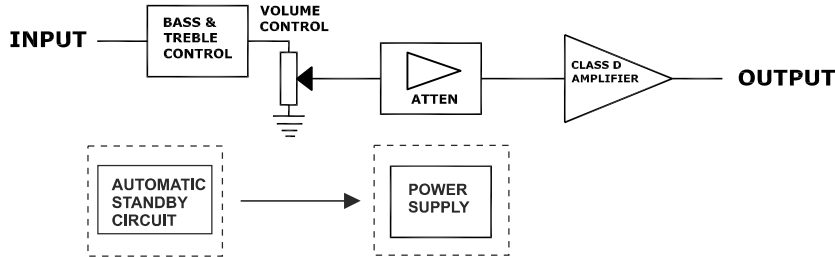 INPUT
BASS &
TREBLE
CONTROL
VOLUME
CONTROL
ATTEN
CLASS D
AMPLIFIER
OUTPUT
AUTOMATIC
STANDBY
CIRCUIT
POWER
SUPPLY